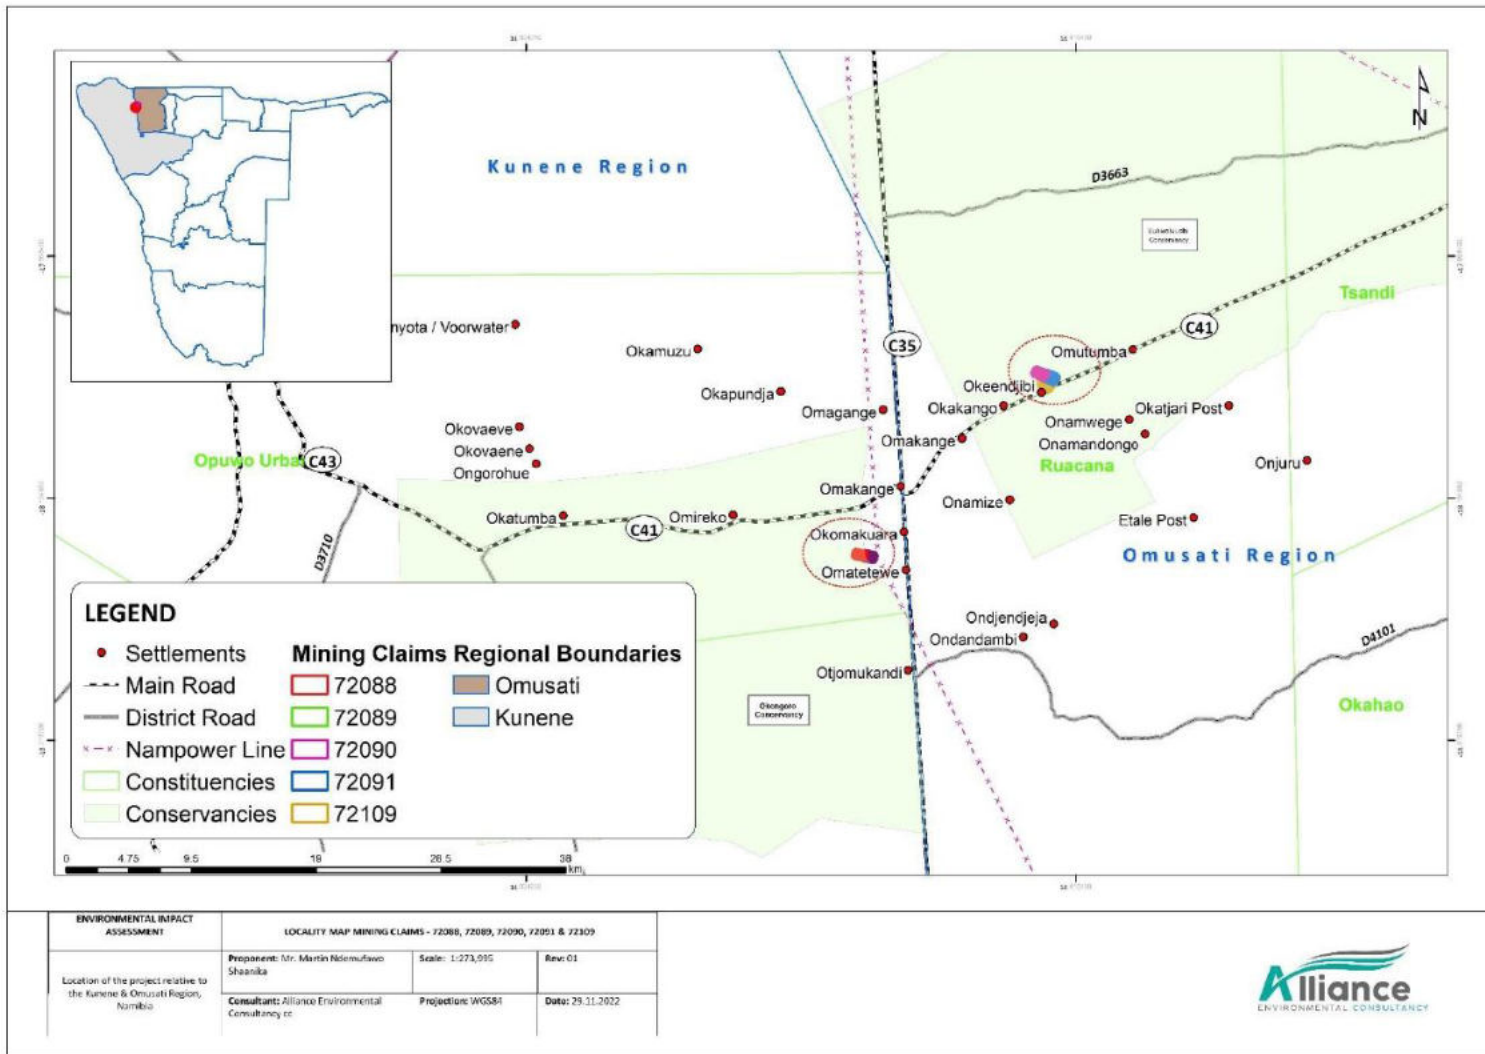 Kunene Region
D3663
Tsandi
C41
C35
nyota / Voorwater
Okamuzu
Omutumba
Okapundja
Okeendjibi
Omagange
Okakango
Okatjari Post
Onamwege
Okovaeve
Omakange
Onamandongo
Okovaene
Opuwo Urba
C43
Ongorohue
Ruacana
Onjuru
Omakange
Onamize
Okatumba
C41
Omireko
Etale Post
Okomakuara
Omusati Region
D3710
Omatetewe
Ondjendjeja
Ondandambi
D4101
Otjomukandi
Okongoro
Conservancy
Okahao
N
LEGEND
Settlements
Main Road
District Road
Nampower Line
Constituencies
Conservancies
Mining Claims
72088
72089
72090
72091
72109
Regional Boundaries
Omusati
Kunene
0 4.75 9.5 19 28.5 38
km
ENVIRONMENTAL IMPACT
ASSESSMENT
LOCALITY MAP MINING CLAIMS - 72088, 72089, 72090, 72091 & 72109
Location of the project relative to
the Kunene & Omusati Region,
Namibia
Proponent: Mr. Martin Ndemufawo
Shaanika
Scale: 1:273,995
Rev: 01
Consultant: Alliance Environmental
Consultancy cc
Projection: WGS84
Date: 29.11.2022
Alliance
ENVIRONMENTAL CONSULTANCY